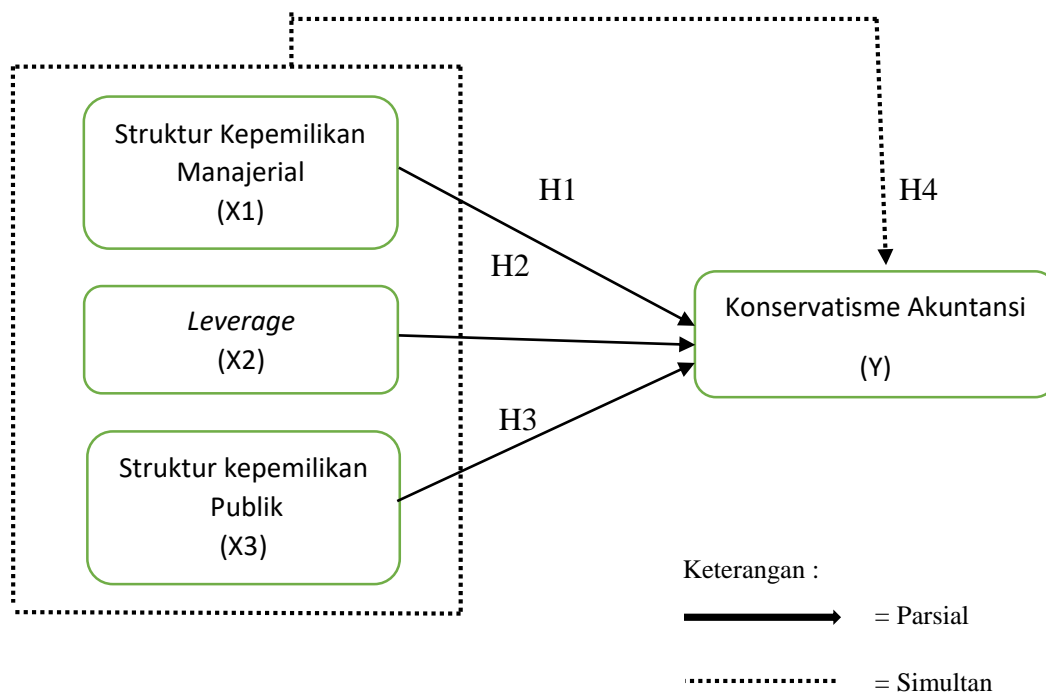 Struktur Kepemilikan
Manajerial
(X1)
H1
H4
H2
Leverage
(X2)
Konservatisme Akuntansi
(Y)
H3
Struktur kepemilikan
Publik
(X3)
Keterangan :
= Parsial
= Simultan